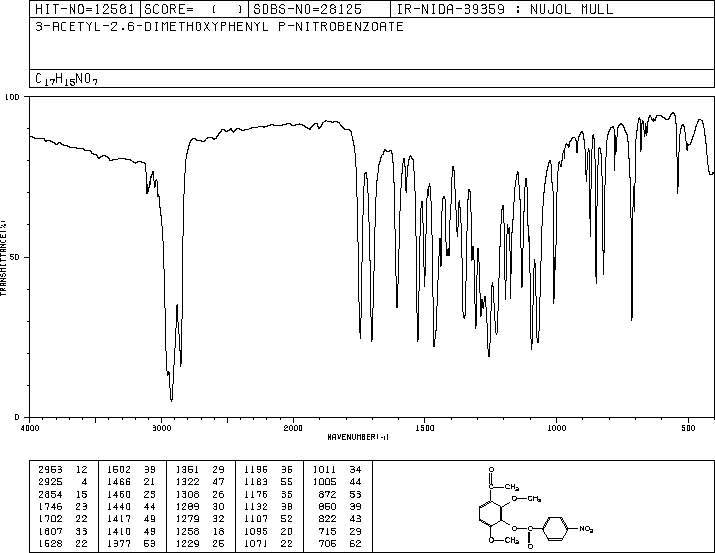 HIT-NO=12581 SCORE= ( ) SDBS-NO=28125 IR-NIDA-39359 : NUJOL MULL
3-ACETYL-2,6-DIMETHOXYPHENYL P-NITROBENZOATE
C17H15NO7
100
50
0
TRANSMITTANCE(%)
4000 3000 2000 1500 1000 500
WAVENUMBER(-1)
2953 12 1502 39 1351 29 1196 36 1011 34
2925 4 1466 21 1322 47 1183 55 1005 44
2854 15 1460 25 1308 26 1176 35 872 53
1746 23 1440 44 1289 30 1132 38 850 39
1702 22 1417 49 1279 32 1107 52 822 43
1607 33 1410 49 1258 18 1095 20 715 29
1528 22 1377 53 1229 25 1071 22 706 62
O
C CH3
O-CH3
O-C NO2
O-CH3 O